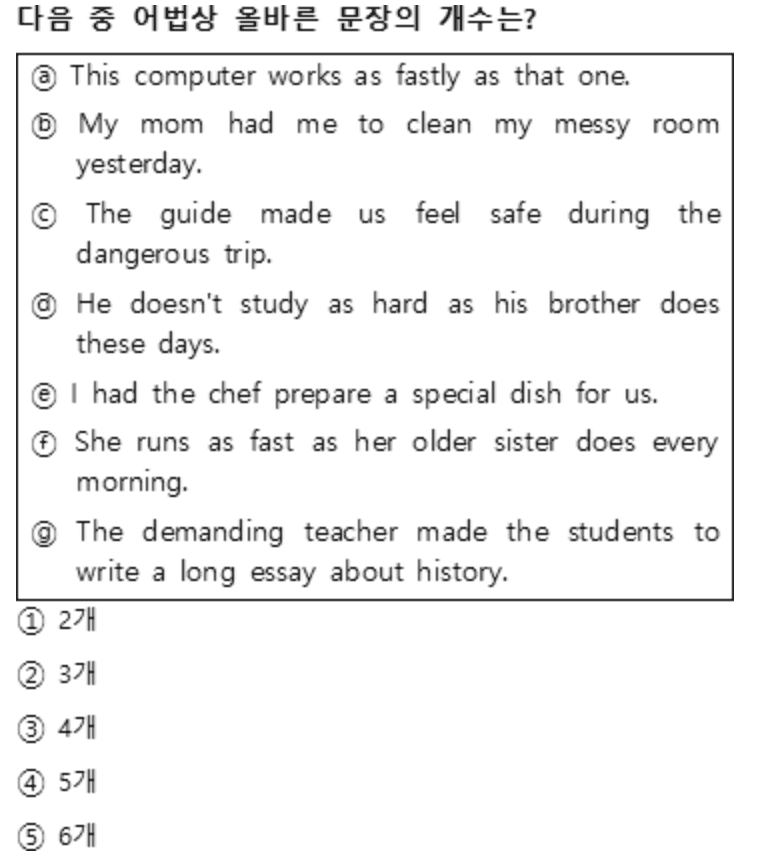 다음 중 어법상 올바른 문장의 개수는?
ⓐ This computer works as fastly as that one.
ⓑ My mom had me to clean my messy room
yesterday.
ⓒ The guide made us feel safe during the
dangerous trip.
ⓓ He doesn't study as hard as his brother does
these days.
ⓔ I had the chef prepare a special dish for us.
ⓕ She runs as fast as her older sister does every
morning.
ⓖ The demanding teacher made the students to
write a long essay about history.
① 2개
② 3개
③ 4개
④ 5개
⑤ 6개